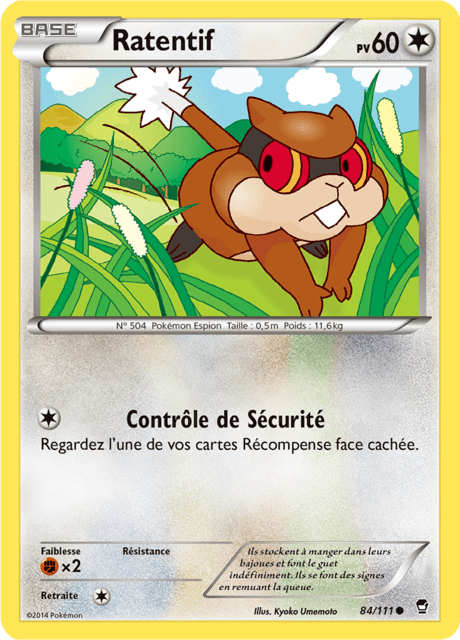 BASE
Ratentif
PV 60
N° 504 Pokémon Espion Taille : 0,5m Poids : 11,6kg
Contrôle de Sécurité
Regardez l'une de vos cartes Récompense face cachée.
Faiblesse
Résistance
×2
Retraite
Ils stockent à manger dans leurs
bajoues et font le guet
indéfiniment. Ils se font des signes
en remuant la queue.
©2014 Pokémon
Illus. Kyoko Umemoto
84/111